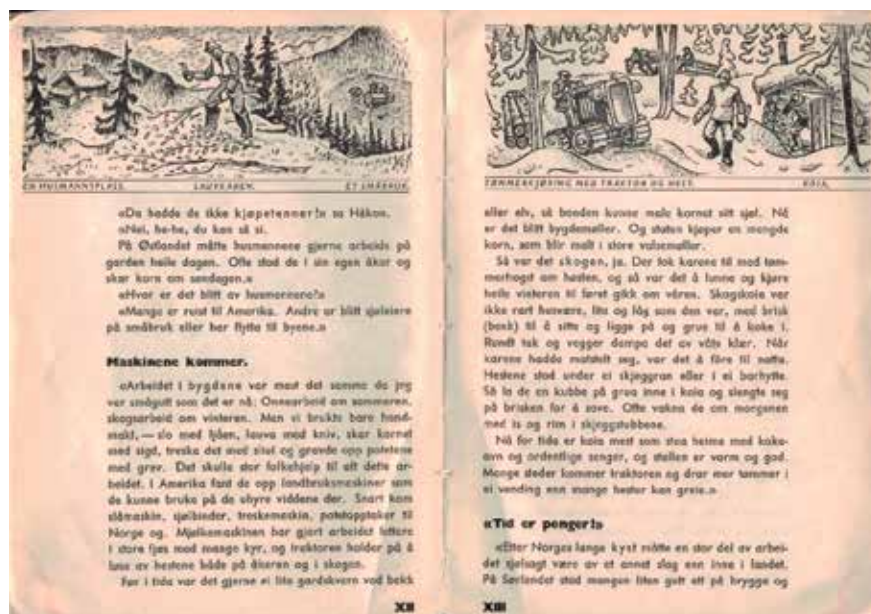 EN HUSMANNSPLASS. LAUVKAREN. ET SMÅBRUK.
«Da hadde de ikke kjøpetenner!» sa Håkon.
«Nei, he-he, du kan så si.
På Østlandet måtte husmennene gjerne arbeide på
garden heile dagen. Ofte stod de i sin egen åker og
skar korn om søndagen.»
«Hvor er det blitt av husmennene?»
«Mange er reist til Amerika. Andre er blitt sjøleiere
på småbruk eller har flytta til byene.»
Maskinene kommer.
«Arbeidet i bygdene var mest det samme da jeg
var smågutt som det er nå: Onnearbeid om sommeren,
skogsarbeid om vinteren. Men vi brukte bare hand-
makt, — slo med ljåen, lauva med kniv, skar kornet
med sigd, treska det med sliul og gravde opp potetene
med grev. Det skulle stor folkehjelp til alt dette ar-
beidet. I Amerika fant de opp landbruksmaskiner som
de kunne bruke på de uhyre viddene der. Snart kom
slåmaskin, sjølbinder, treskemaskin, potetopptaker til
Norge og. Mjølkemaskinen har gjort arbeidet lettere
i store fjøs med mange kyr, og traktoren holder på å
løse av hestene både på åkeren og i skogen.
Før i tida var det gjerne ei lita gardskvern ved bekk
XII
TØMMERKJØRING MED TRAKTOR OG HEST. KOIA.
eller elv, så bonden kunne male kornet sitt sjøl. Nå
er det blitt bygdemøller. Og staten kjøper en mengde
korn, som blir malt i store valsemøller.
Så var det skogen, ja. Der tok karene til med tøm-
merhogst om høsten, og så var det å lunne og kjøre
heile vinteren til føret gikk om våren. Skogskoia var
ikke rart husvære, lita og låg som den var, med brisk
(benk) til å sitte og ligge på og grue til å koke i.
Rundt tak og vegger dampa det av våte klær. Når
karene hadde matstelt seg, var det å fôre til natta.
Hestene stod under ei skjeggran eller i ei barhytte.
Så la de en kubbe på grua inne i koia og slengte seg
på brisken for å sove. Ofte vakna de om morgenen
med is og rim i skjeggstubbene.
Nå for tida er koia mest som stua heime med koke-
ovn og ordentlige senger, og stallen er varm og god.
Mange steder kommer traktoren og drar mer tømmer i
ei vending enn mange hester kan greie.»
«Tid er penger!»
«Etter Norges lange kyst måtte en stor del av arbei-
det sjølsagt være av et annet slag enn inne i landet.
På Sørlandet stod mangen liten gutt ett på brygge og
XIII